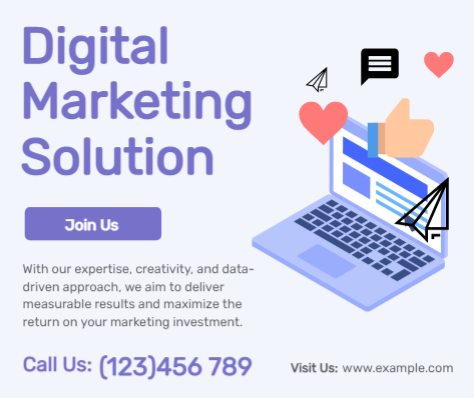 Digital
Marketing
Solution
Join Us
With our expertise, creativity, and data-
driven approach, we aim to deliver
measurable results and maximize the
return on your marketing investment.
Call Us: (123)456 789
Visit Us: www.example.com